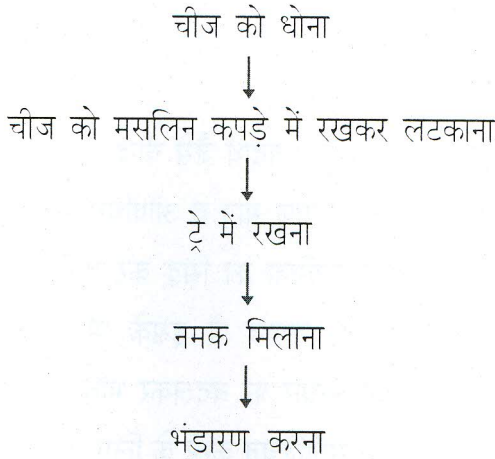 चीज को धोना
चीज को मसलिन कपड़े में रखकर लटकाना
ट्रे में रखना
नमक मिलाना
भंडारण करना